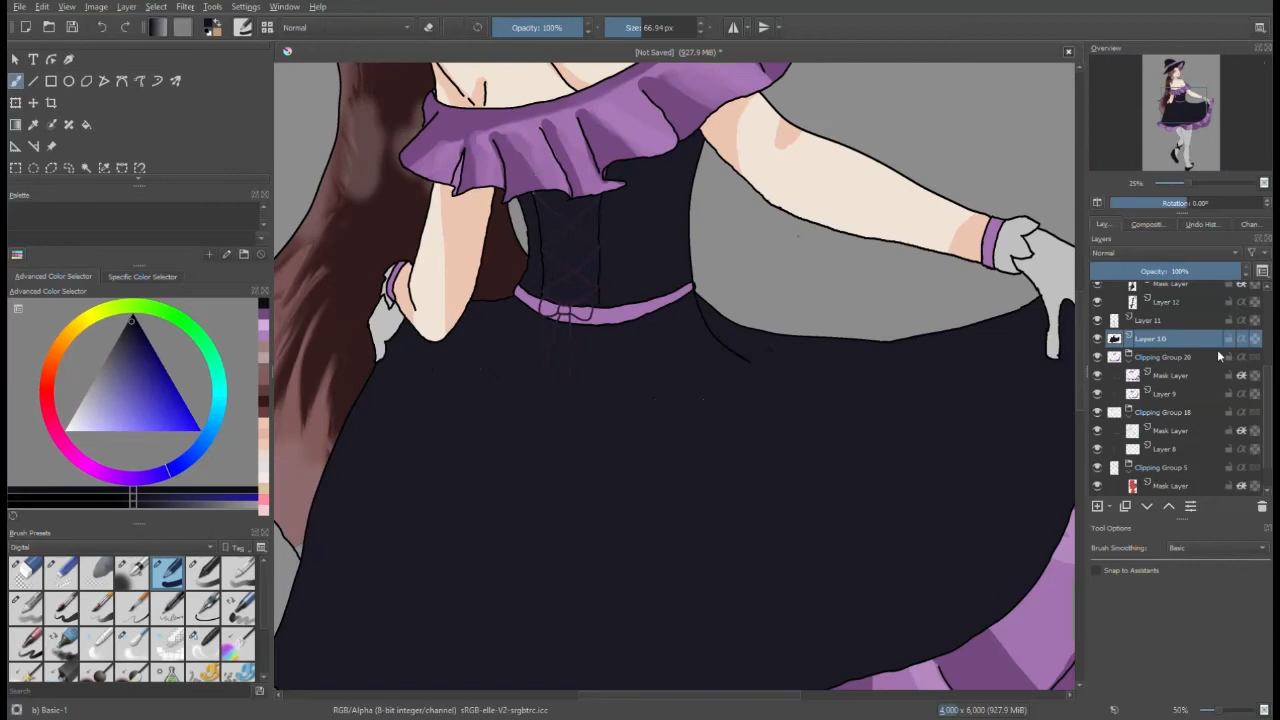 File Edit View Image Layer Select Filter Tools Settings Window Help
Normal Opacity: 100% Size: 66.94 px
[Not Saved] (927.9 MiB) *
Overview
25%
Rotation: 0.00°
Lay... Compositi... Undo Hist... Chan...
Layers
Normal
Opacity: 100%
Mask Layer
Layer 12
Layer 11
Layer 10
Clipping Group 20
Mask Layer
Layer 9
Clipping Group 18
Mask Layer
Layer 8
Clipping Group 5
Mask Layer
Tool Options
Brush Smoothing: Basic
Snap to Assistants
Palette
Advanced Color Selector Specific Color Selector
Advanced Color Selector
Brush Presets
Digital Tag
Search
b) Basic-1 RGB/Alpha (8-bit integer/channel) sRGB-elle-V2-srgbtrc.icc 4,000 x 6,000 (927.9 MiB) 50%